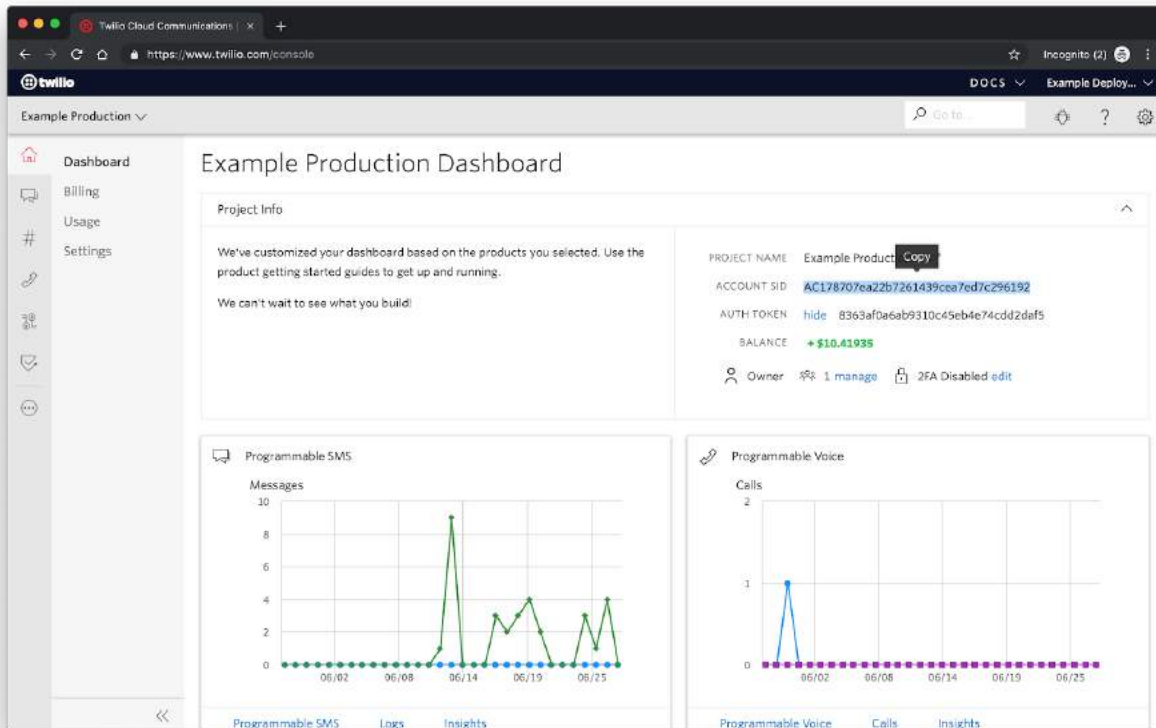 Twilio Cloud Communications |
https://www.twilio.com/console
Incognito (2)
twilio
DOCS
Example Deploy...
Example Production
Go to...
Dashboard
Billing
Usage
Settings
Example Production Dashboard
Project Info
We've customized your dashboard based on the products you selected. Use the
product getting started guides to get up and running.
We can't wait to see what you build!
Copy
PROJECT NAME Example Product
ACCOUNT SID AC178707ea22b7261439cea7ed7c296192
AUTH TOKEN hide 8363af0a6ab9310c45eb4e74cdd2daf5
BALANCE + $10.41935
Owner 1 manage 2FA Disabled edit
Programmable SMS
Messages
10
8
6
4
2
0
06/02 06/08 06/14 06/19 06/25
Programmable SMS Logs Insights
Programmable Voice
Calls
2
1
0
06/02 06/08 06/14 06/19 06/25
Programmable Voice Calls Insights